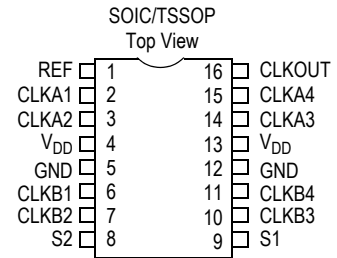 SOIC/TSSOP
Top View
REF 1 16 CLKOUT
CLKA1 2 15 CLKA4
CLKA2 3 14 CLKA3
VDD 4 13 VDD
GND 5 12 GND
CLKB1 6 11 CLKB4
CLKB2 7 10 CLKB3
S2 8 9 S1